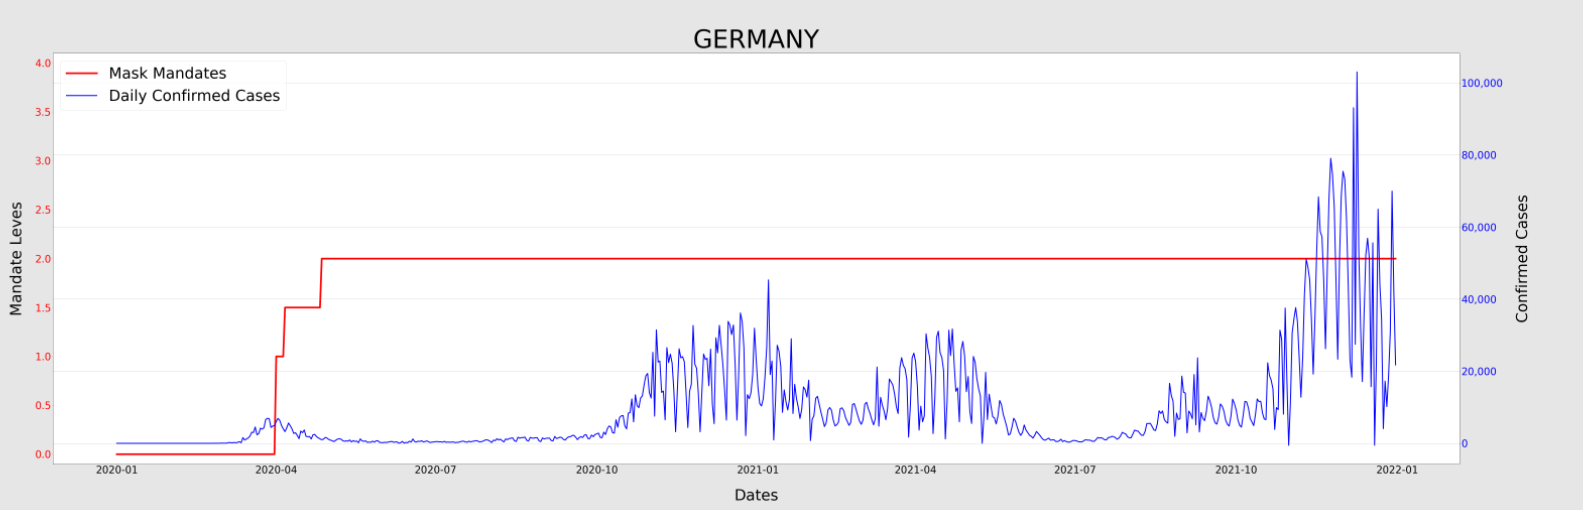 GERMANY
Mask Mandates
Daily Confirmed Cases
4.0
3.5
3.0
2.5
2.0
1.5
1.0
0.5
0.0
Mandate Leves
100,000
80,000
60,000
40,000
20,000
0
Confirmed Cases
2020-01 2020-04 2020-07 2020-10 2021-01 2021-04 2021-07 2021-10 2022-01
Dates